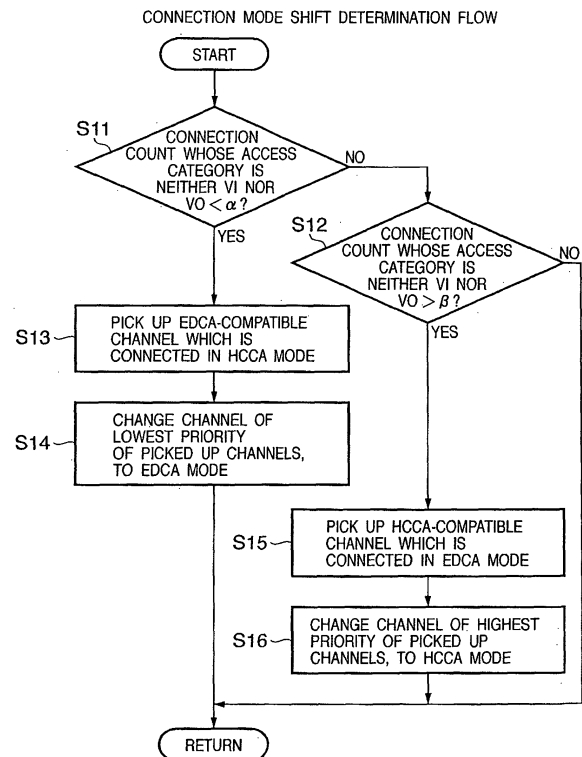 CONNECTION MODE SHIFT DETERMINATION FLOW
START
S11
CONNECTION
COUNT WHOSE ACCESS
CATEGORY IS
NEITHER VI NOR
VO < α ?
NO
YES
S12
CONNECTION
COUNT WHOSE ACCESS
CATEGORY IS
NEITHER VI NOR
VO > β ?
NO
YES
S13
PICK UP EDCA-COMPATIBLE
CHANNEL WHICH IS
CONNECTED IN HCCA MODE
S14
CHANGE CHANNEL OF
LOWEST PRIORITY
OF PICKED UP CHANNELS,
TO EDCA MODE
S15
PICK UP HCCA-COMPATIBLE
CHANNEL WHICH IS
CONNECTED IN EDCA MODE
S16
CHANGE CHANNEL OF HIGHEST
PRIORITY OF PICKED UP
CHANNELS, TO HCCA MODE
RETURN